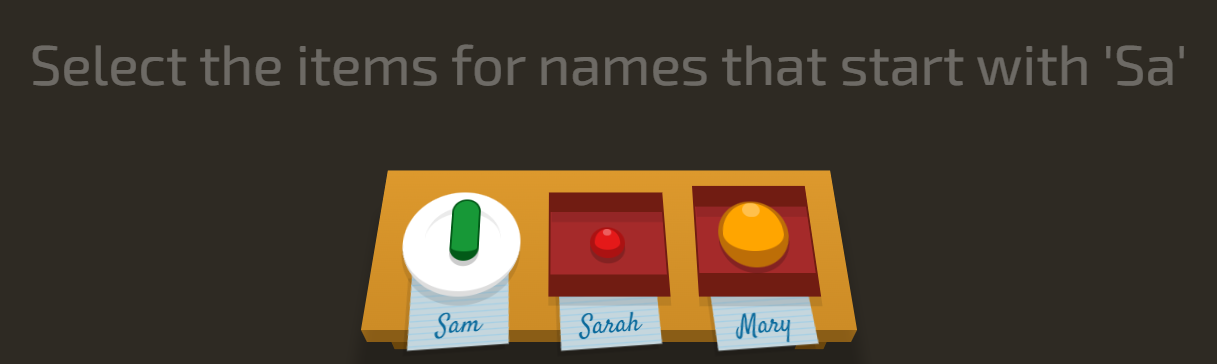 Select the items for names that start with 'Sa'
Sam
Sarah
Mary